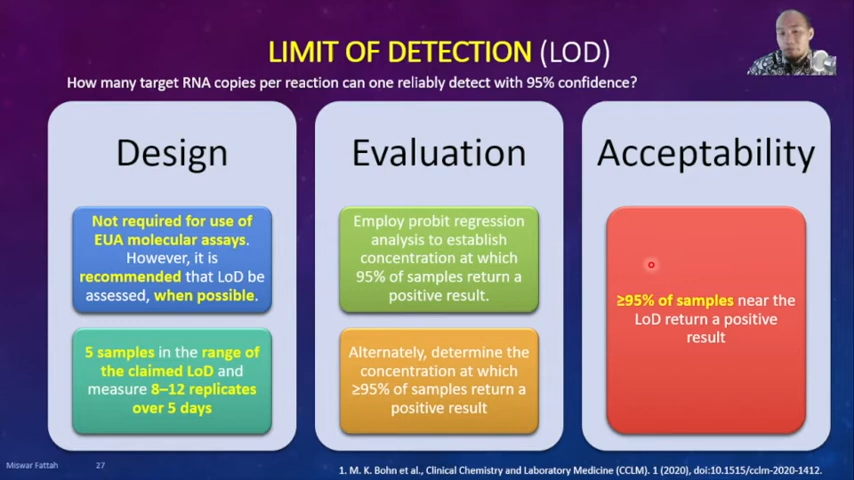 LIMIT OF DETECTION (LOD)
How many target RNA copies per reaction can one reliably detect with 95% confidence?
Design
Not required for use of
EUA molecular assays.
However, it is
recommended that LoD be
assessed, when possible.
5 samples in the range of
the claimed LoD and
measure 8–12 replicates
over 5 days
Evaluation
Employ probit regression
analysis to establish
concentration at which
95% of samples return a
positive result.
Alternately, determine the
concentration at which
≥95% of samples return a
positive result
Acceptability
≥95% of samples near the
LoD return a positive
result
Miswar Fattah
27
1. M. K. Bohn et al., Clinical Chemistry and Laboratory Medicine (CCLM). 1 (2020), doi:10.1515/cclm-2020-1412.